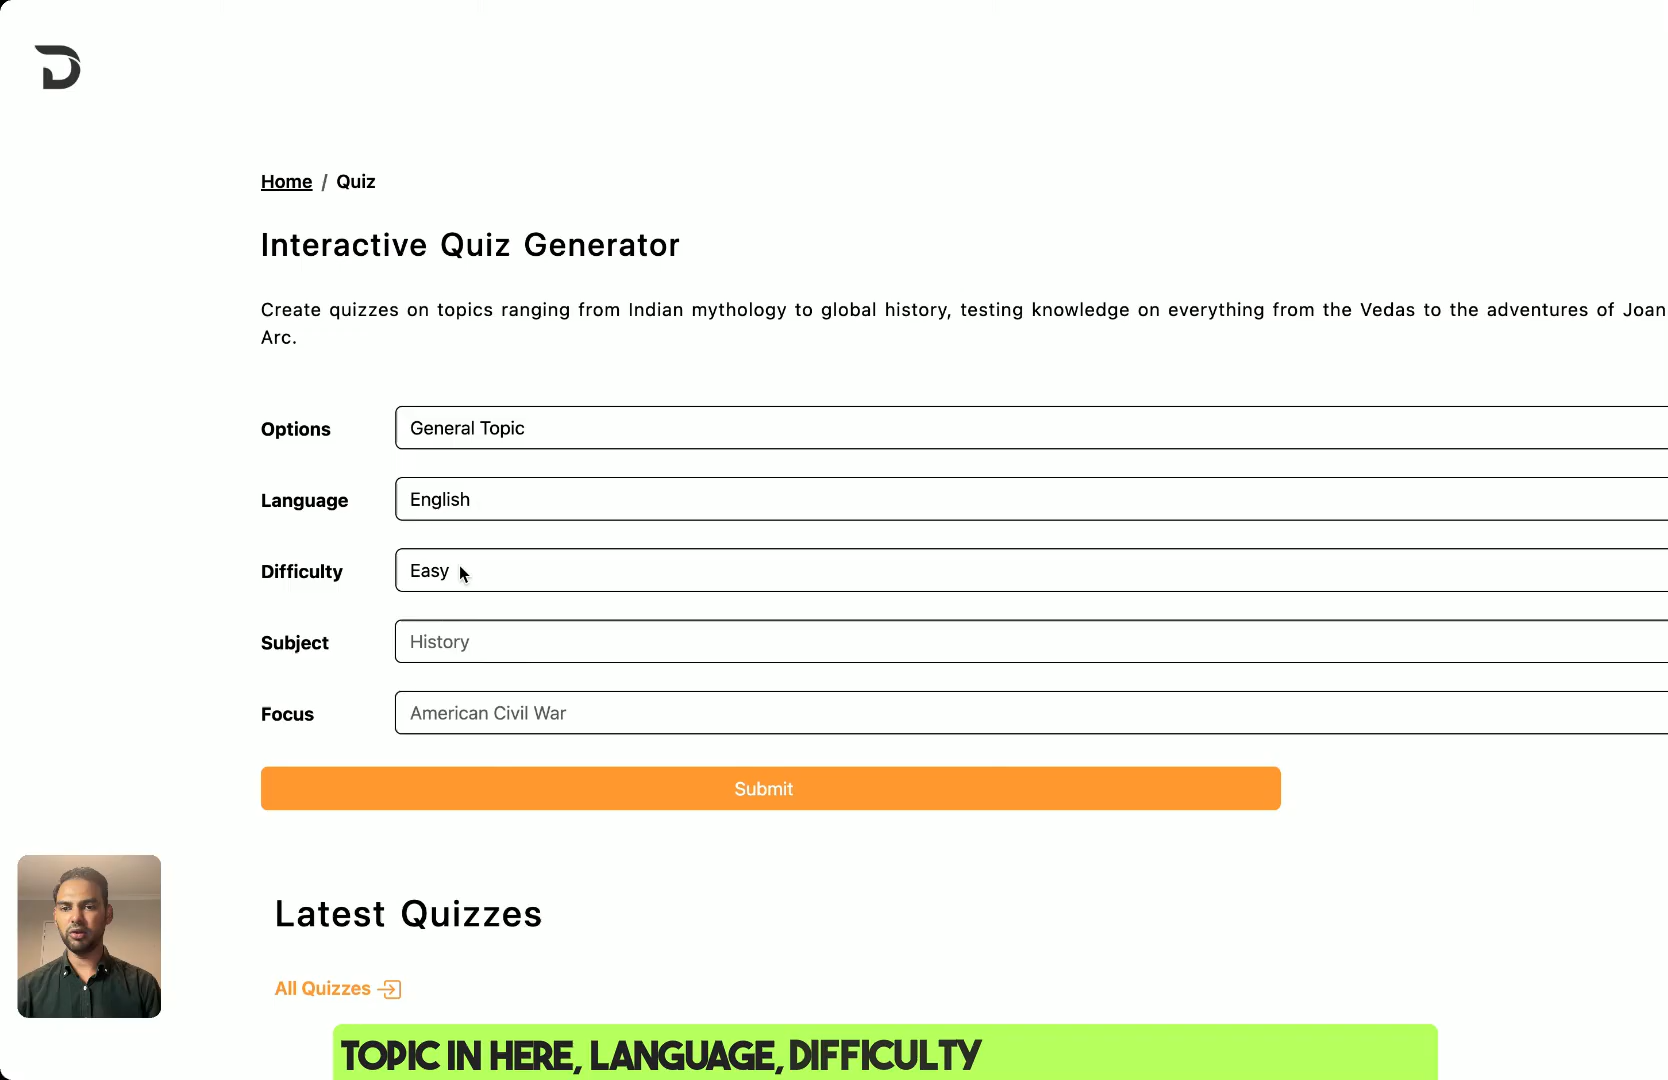 Home / Quiz
Interactive Quiz Generator
Create quizzes on topics ranging from Indian mythology to global history, testing knowledge on everything from the Vedas to the adventures of Joan
Arc.
Options General Topic
Language English
Difficulty Easy
Subject History
Focus American Civil War
Submit
Latest Quizzes
All Quizzes
TOPIC IN HERE, LANGUAGE, DIFFICULTY